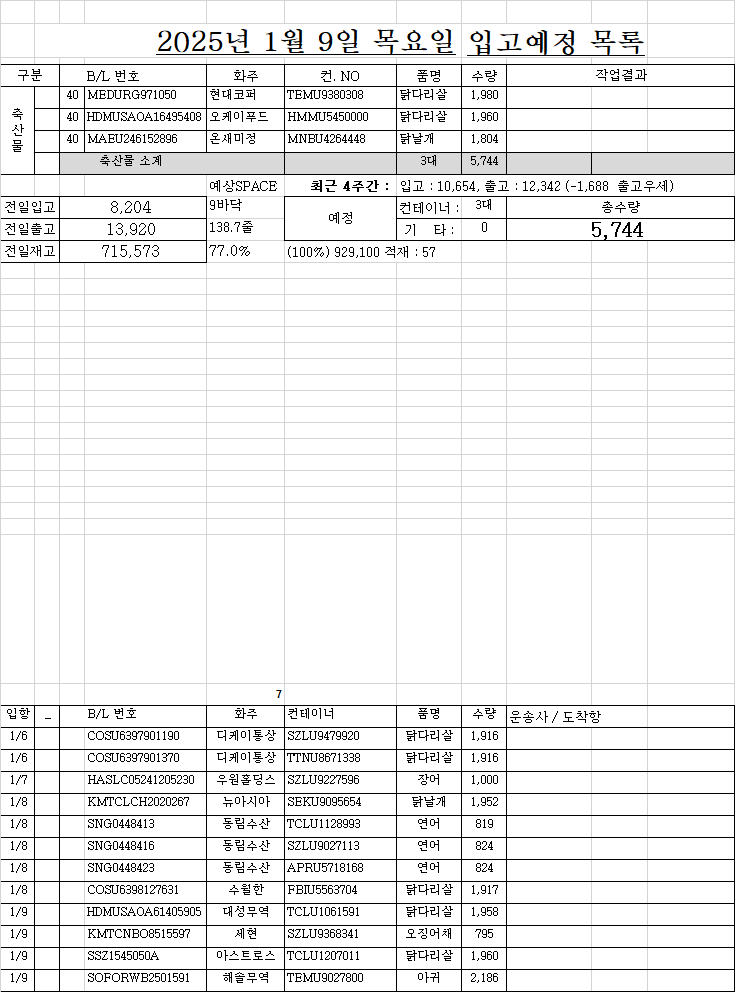 2025년 1월 9일 목요일 입고예정 목록
구분 B/L 번호 화주 컨. NO 품명 수량 작업결과
축산물
40 MEDURG971050 현대코퍼 TBMU9380308 닭다리살 1,980
40 HDMUSAOA16495408 오케이푸드 HMMU5450000 닭다리살 1,960
40 MAEU246152896 온새미정 MNBU4264448 닭날개 1,804
축산물 소계 3대 5,744
예상SPACE 최근 4주간 : 입고 : 10,654, 출고 : 12,342 (-1,688 출고우세)
전일입고 8,204 9바닥 예정 컨테이너 : 3대 총수량
전일출고 13,920 138.7줄 기 타 : 0 5,744
전일재고 715,573 77.0% (100%) 929,100 적재 : 57
7
입항 _ B/L 번호 화주 컨테이너 품명 수량 운송사 / 도착항
1/6 COSU6397901190 디케이통상 SZLU9479920 닭다리살 1,916
1/6 COSU6397901370 디케이통상 TTNU8671338 닭다리살 1,916
1/7 HASLC05241205230 우원홀딩스 SZLU9227596 장어 1,000
1/8 KMTCLCH2020267 뉴아시아 SEKU9095654 닭날개 1,952
1/8 SNG0448413 동림수산 TCLU1128993 연어 819
1/8 SNG0448416 동림수산 SZLU9027113 연어 824
1/8 SNG0448423 동림수산 APRU5718168 연어 824
1/8 COSU6398127631 수월한 FBIU5563704 닭다리살 1,917
1/9 HDMUSAOA61405905 대성무역 TCLU1061591 닭다리살 1,958
1/9 KMTCNBO8515597 세현 SZLU9368341 오징어채 795
1/9 SSZ1545050A 아스트로스 TCLU1207011 닭다리살 1,960
1/9 SOFORWB2501591 해솔무역 TEMU9027800 아귀 2,186